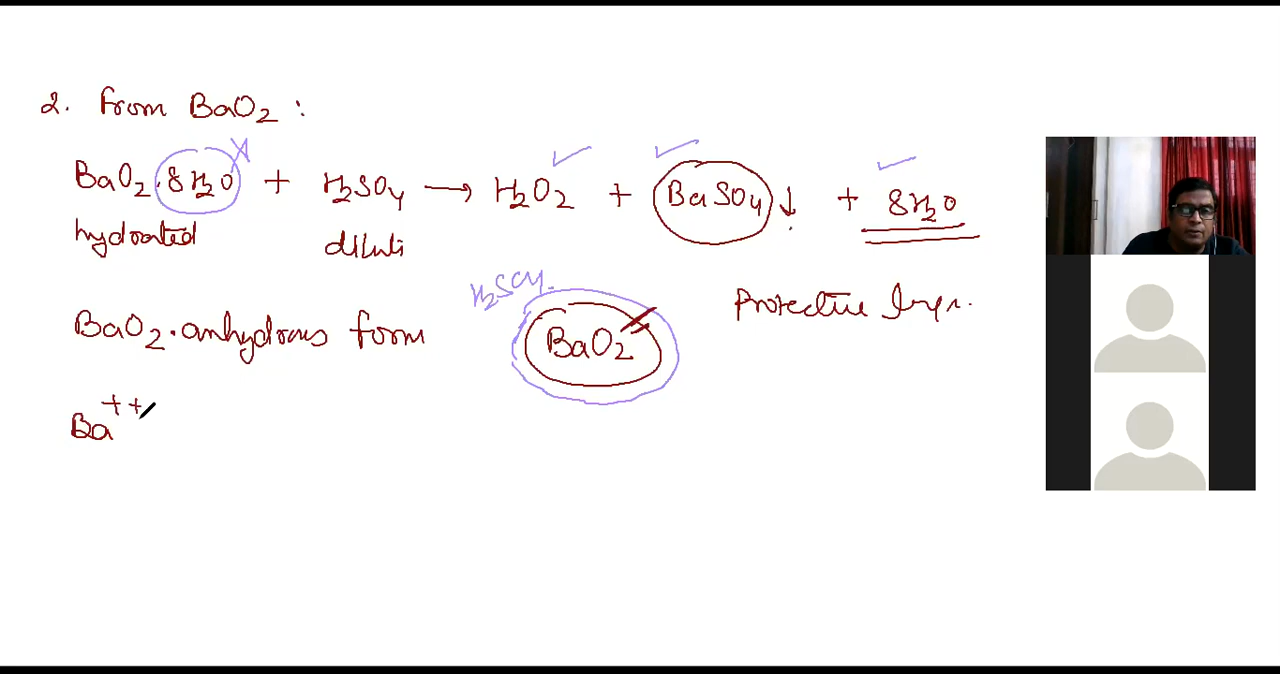 2. From BaO2 :
BaO2.8H2O + H2SO4 → H2O2 + BaSO4↓ + 8H2O
hydrated dilute
H2SO4.
BaO2.anhydrous form BaO2 Protective layer.
Ba++